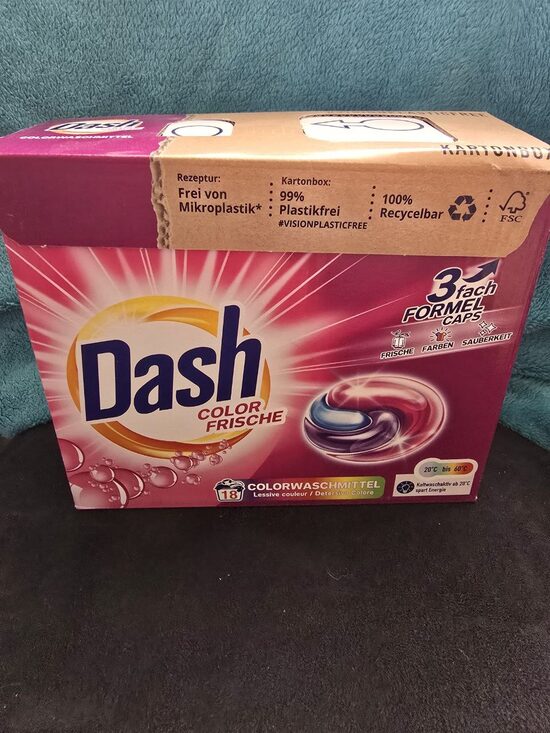 Dash
COLORWASCHMITTEL
KARTONBOX
Rezeptur:
Frei von
Mikroplastik*
Kartonbox:
99%
Plastikfrei
#VISIONPLASTICFREE
100%
Recycelbar
FSC
3fach
FORMEL
CAPS
FRISCHE
FARBEN
SAUBERKEIT
Dash
COLOR
FRISCHE
18
COLORWASCHMITTEL
Lessive couleur / Detersivo Colore
20°C bis 60°C
Kaltwaschaktiv ab 20°C
spart Energie